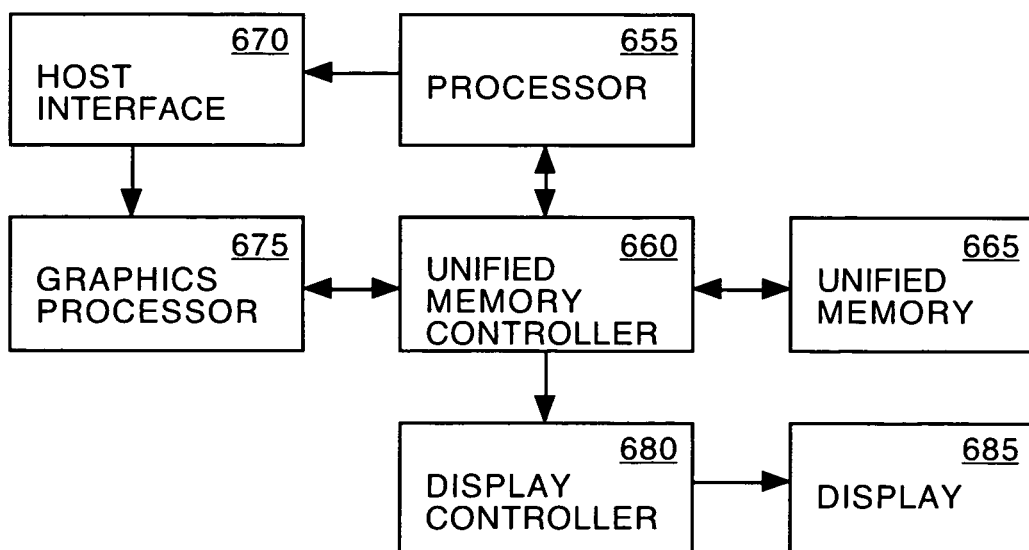 670
HOST
INTERFACE
655
PROCESSOR
675
GRAPHICS
PROCESSOR
660
UNIFIED
MEMORY
CONTROLLER
665
UNIFIED
MEMORY
680
DISPLAY
CONTROLLER
685
DISPLAY